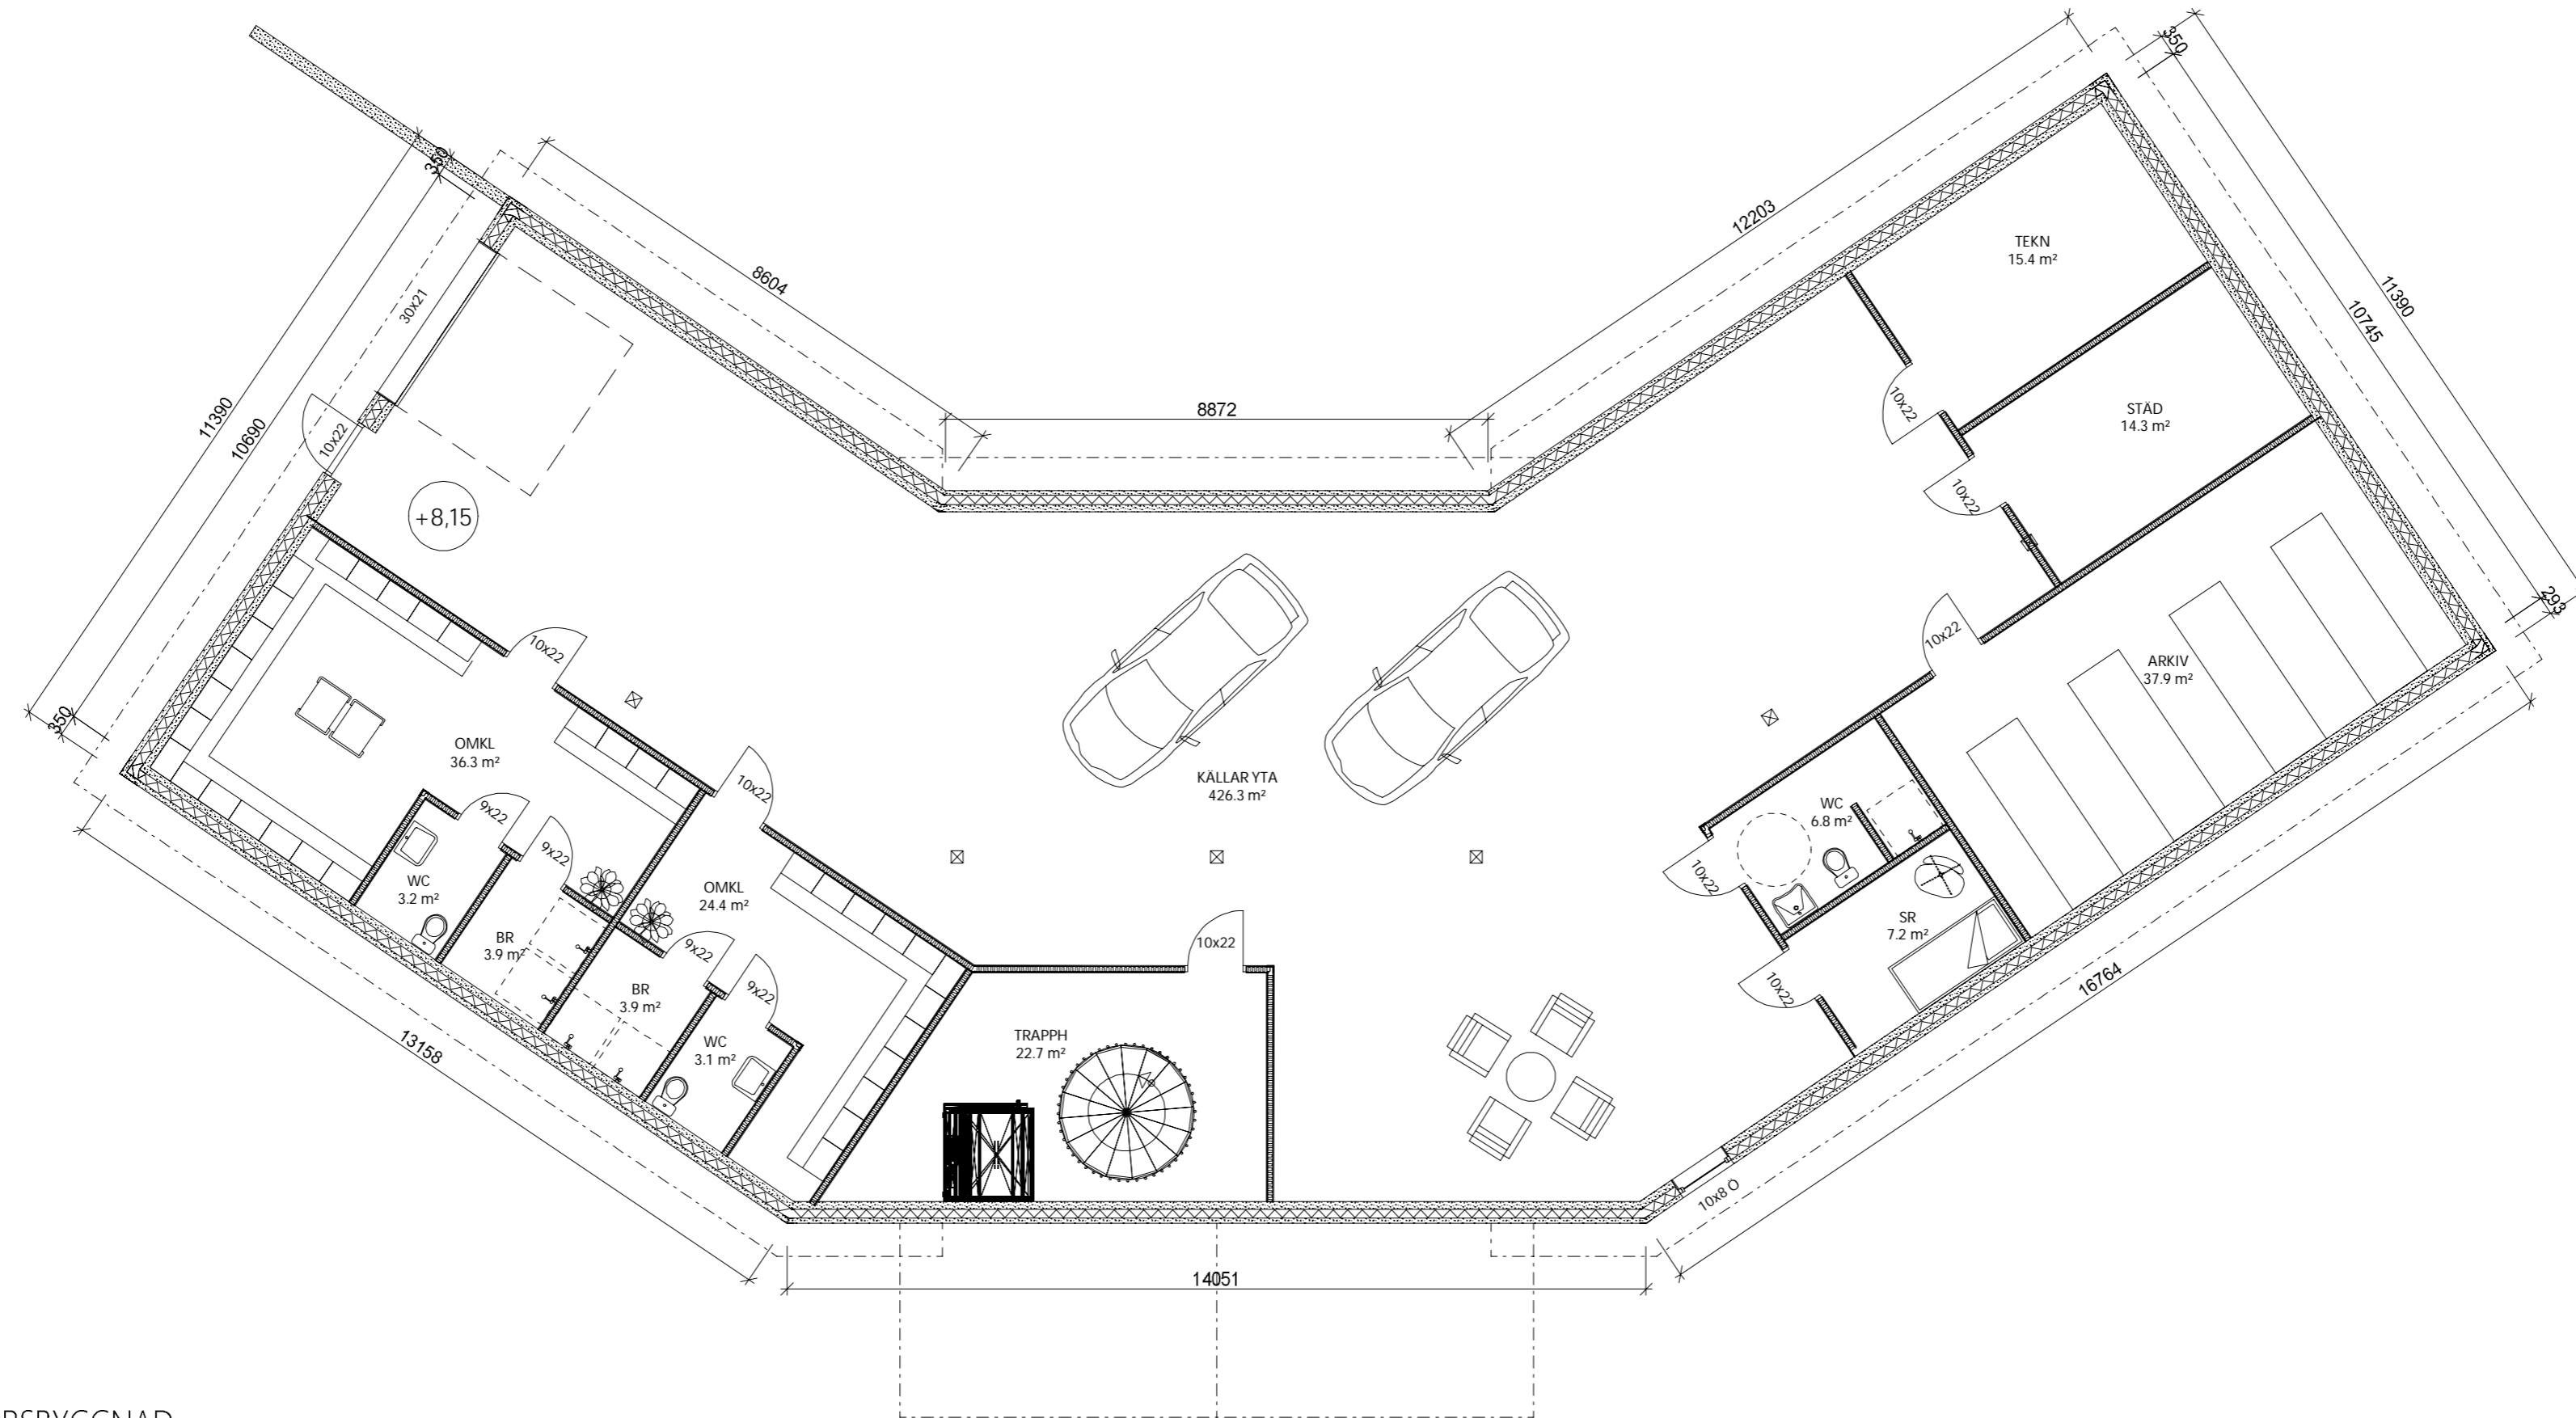 350
12203
350
8604
11390
10690
30x21
10x22
+8,15
8872
TEKN
15.4 m²
STÄD
14.3 m²
10x22
10x22
11390
10745
293
10x22
10x22
10x22
ARKIV
37.9 m²
350
OMKL
36.3 m²
KÄLLAR YTA
426.3 m²
9x22
9x22
WC
3.2 m²
BR
3.9 m²
OMKL
24.4 m²
9x22
9x22
BR
3.9 m²
WC
3.1 m²
10x22
TRAPPH
22.7 m²
WC
6.8 m²
10x22
SR
7.2 m²
10x22
16764
13158
10x8 Ö